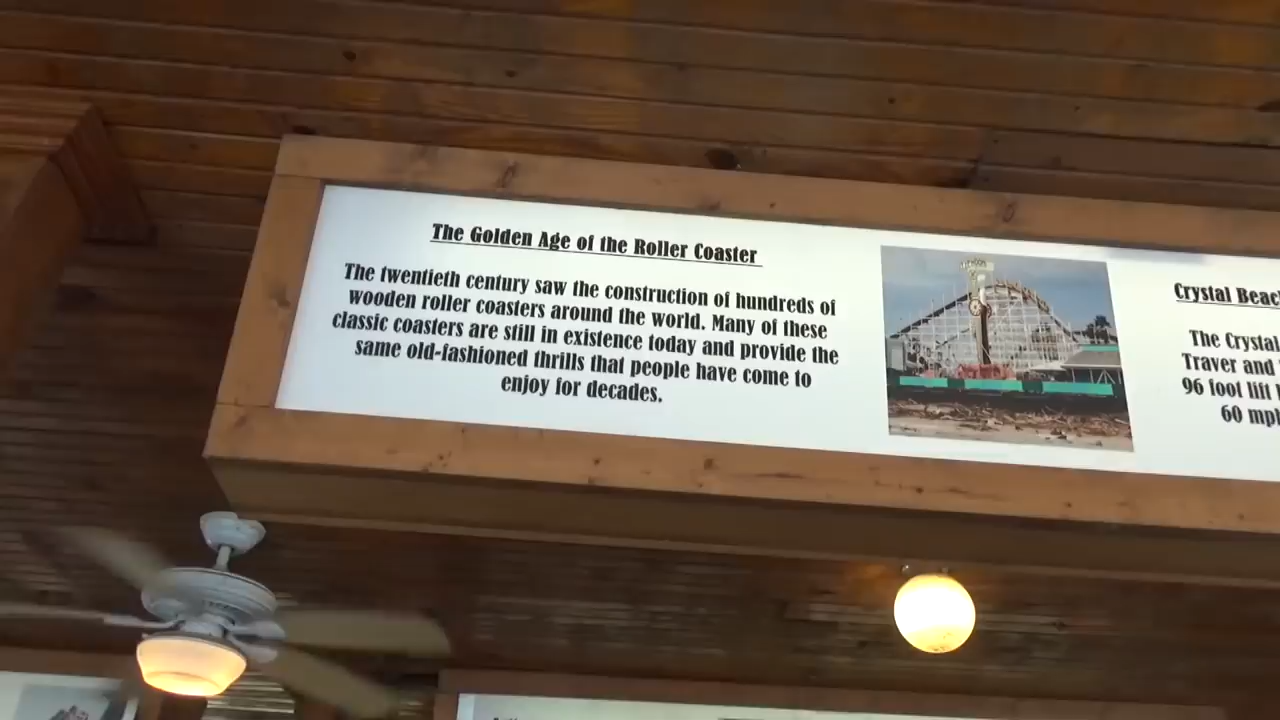 The Golden Age of the Roller Coaster
The twentieth century saw the construction of hundreds of
wooden roller coasters around the world. Many of these
classic coasters are still in existence today and provide the
same old-fashioned thrills that people have come to
enjoy for decades.
Crystal
The Crystal
Traver and
96 foot lift
60 mph